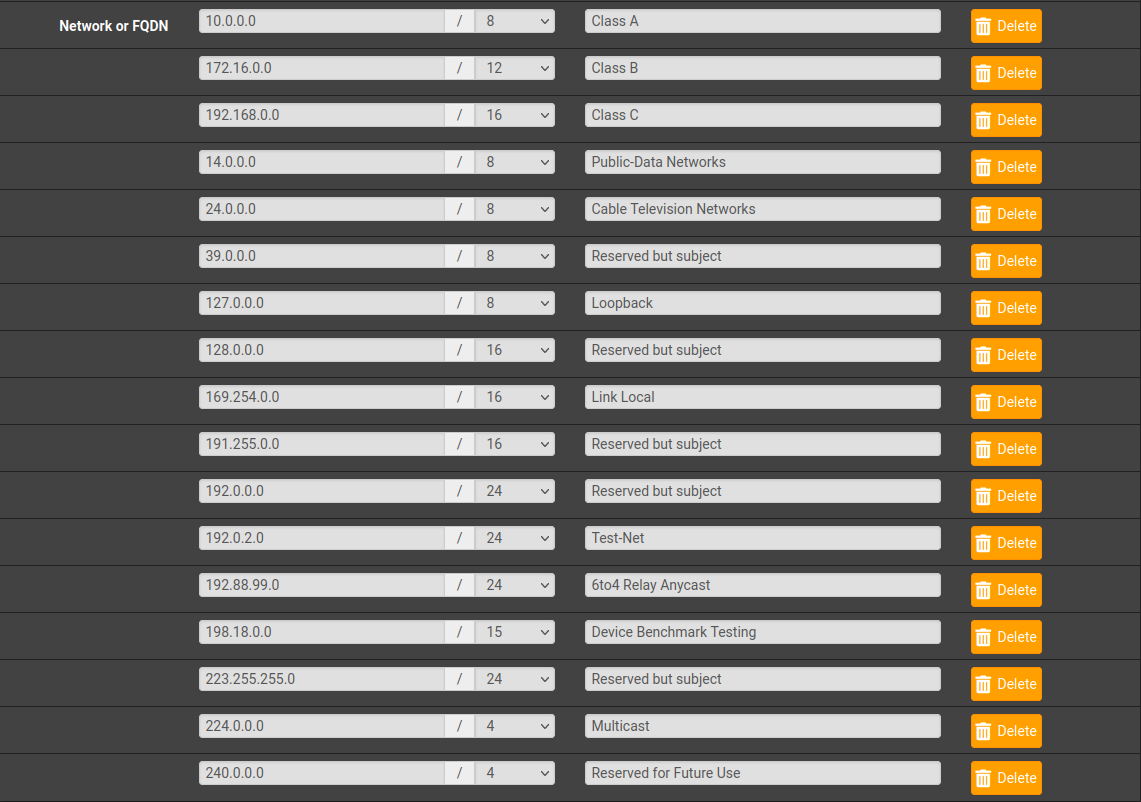 Network or FQDN 10.0.0.0 / 8 Class A Delete
172.16.0.0 / 12 Class B Delete
192.168.0.0 / 16 Class C Delete
14.0.0.0 / 8 Public-Data Networks Delete
24.0.0.0 / 8 Cable Television Networks Delete
39.0.0.0 / 8 Reserved but subject Delete
127.0.0.0 / 8 Loopback Delete
128.0.0.0 / 16 Reserved but subject Delete
169.254.0.0 / 16 Link Local Delete
191.255.0.0 / 16 Reserved but subject Delete
192.0.0.0 / 24 Reserved but subject Delete
192.0.2.0 / 24 Test-Net Delete
192.88.99.0 / 24 6to4 Relay Anycast Delete
198.18.0.0 / 15 Device Benchmark Testing Delete
223.255.255.0 / 24 Reserved but subject Delete
224.0.0.0 / 4 Multicast Delete
240.0.0.0 / 4 Reserved for Future Use Delete